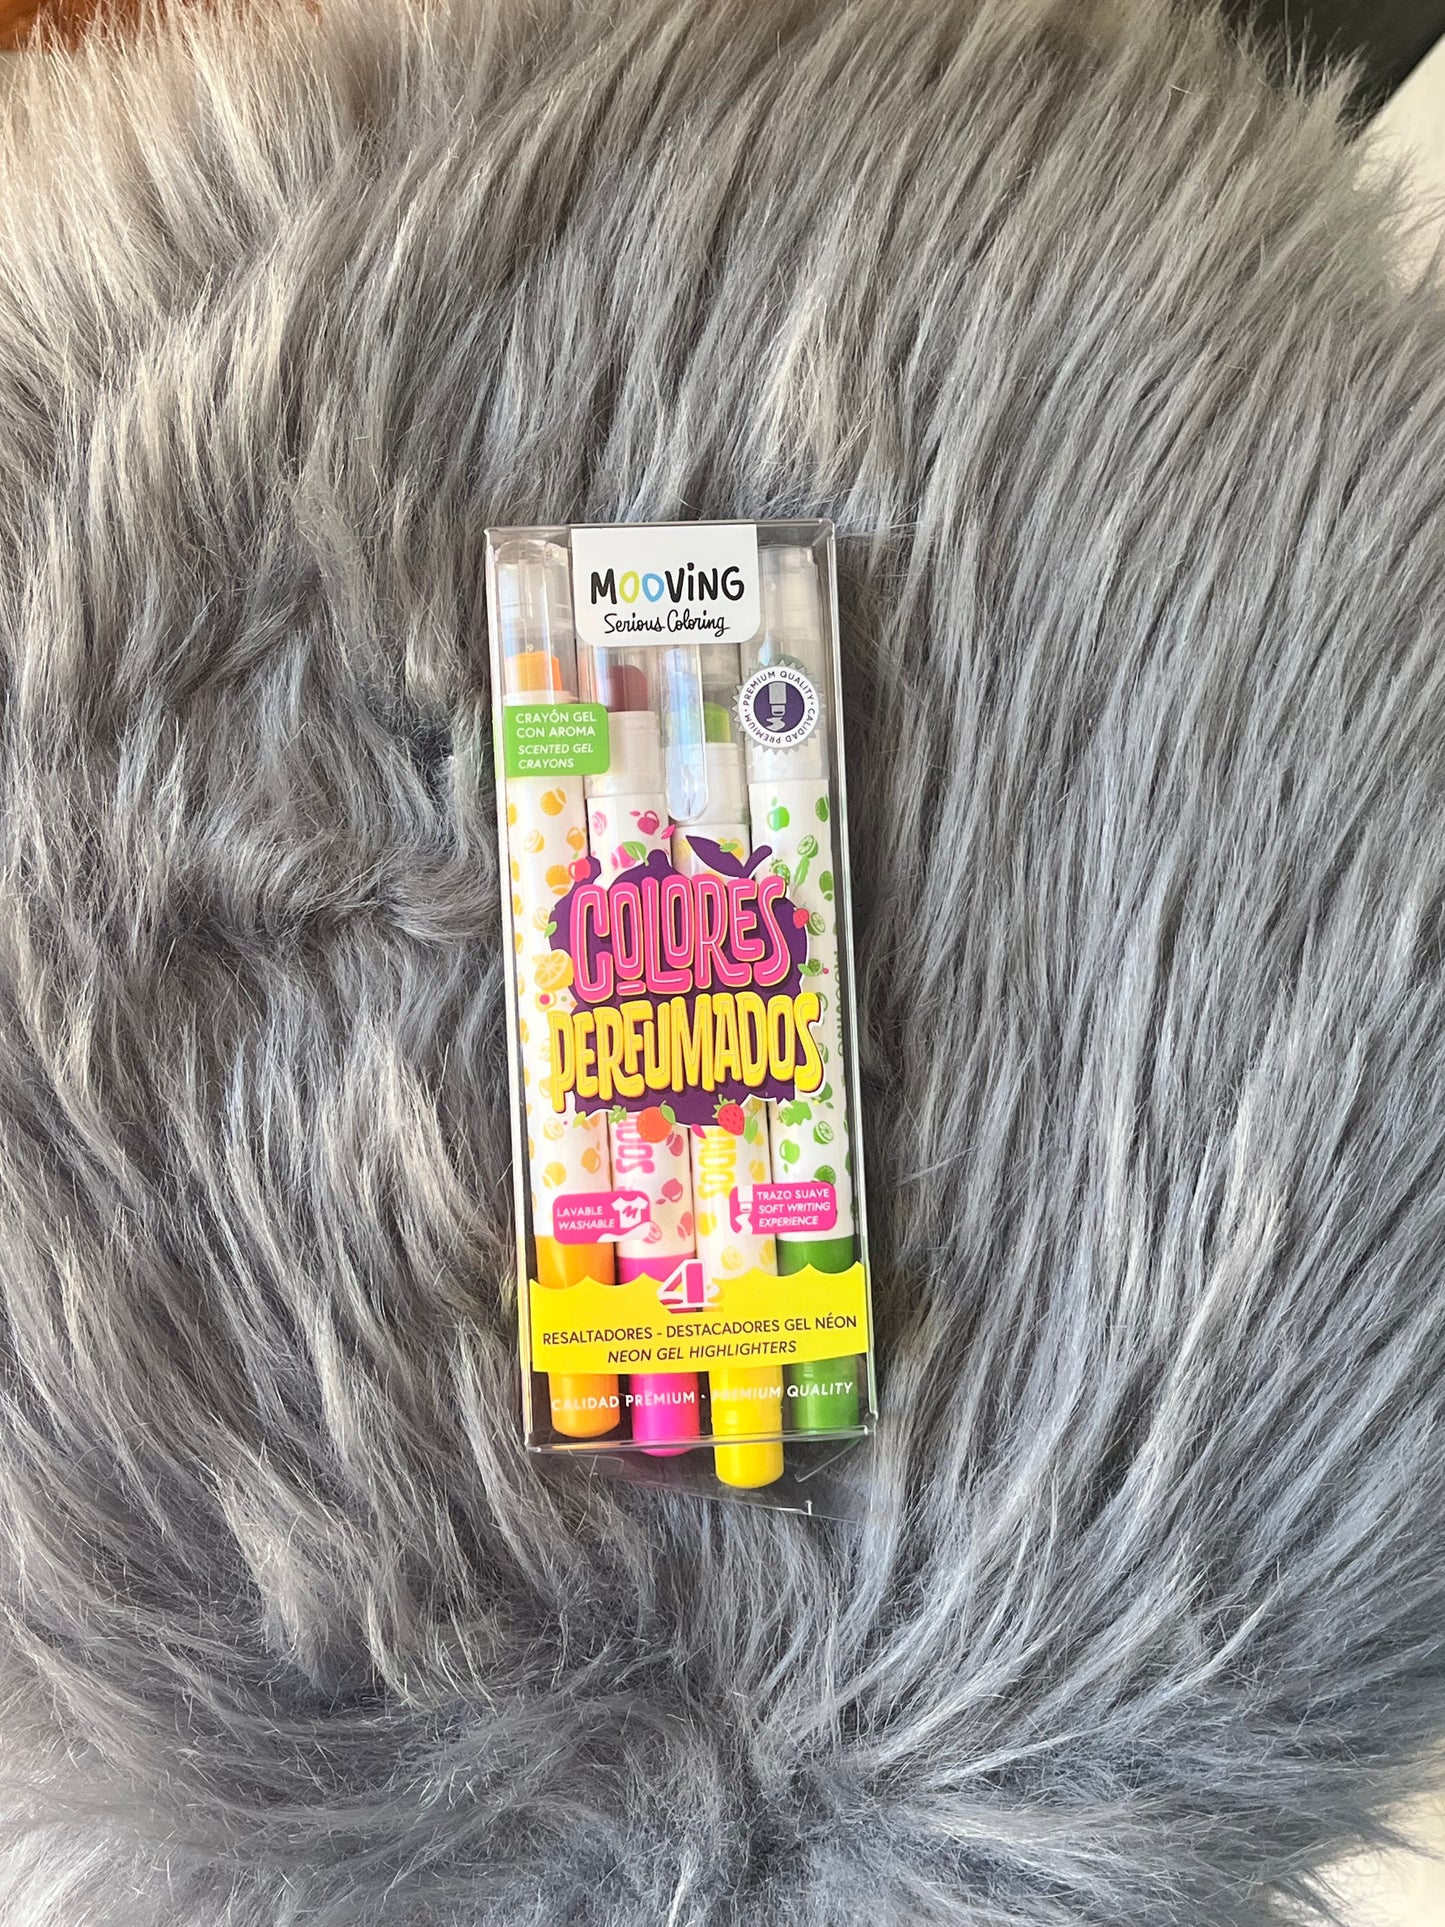 MOOVING
Serious Coloring
PREMIUM QUALITY · CALIDAD PREMIUM ·
CRAYÓN GEL
CON AROMA
SCENTED GEL
CRAYONS
COLORES
PERFUMADOS
LAVABLE
WASHABLE
M
TRAZO SUAVE
SOFT WRITING
EXPERIENCE
4
RESALTADORES - DESTACADORES GEL NÉON
NEON GEL HIGHLIGHTERS
CALIDAD PREMIUM · PREMIUM QUALITY